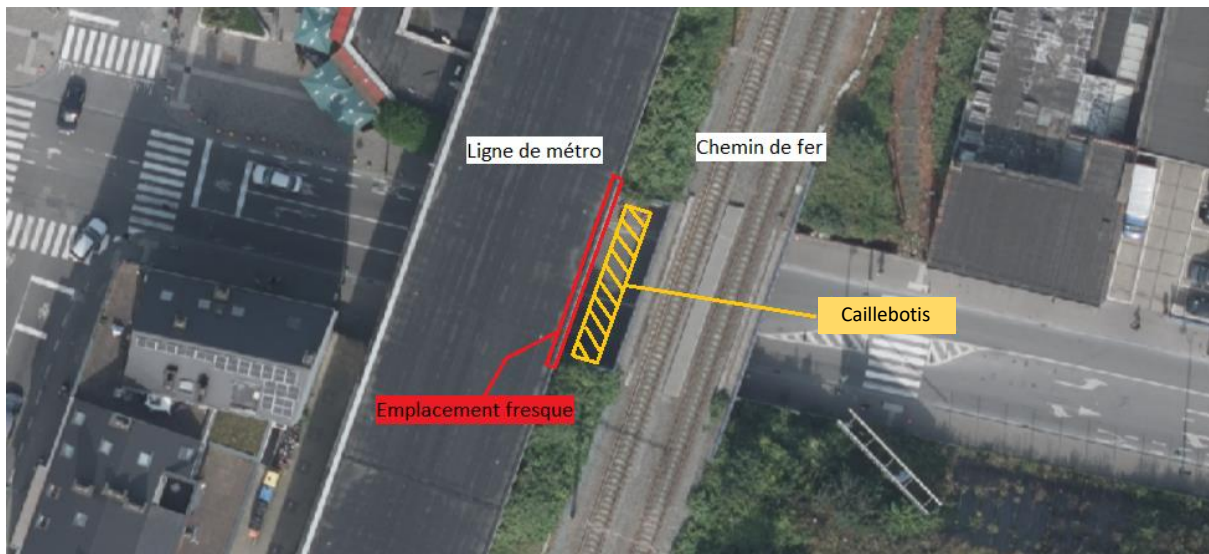 Ligne de métro
Chemin de fer
Caillebotis
Emplacement fresque